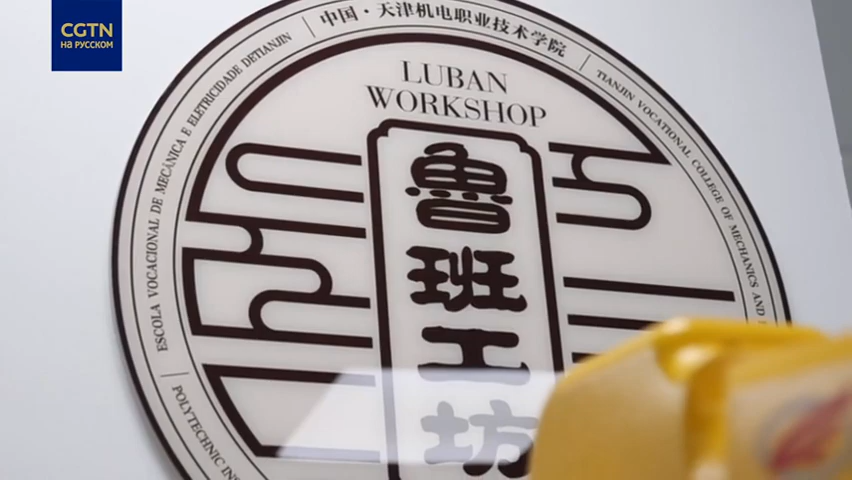 CGTN
на русском
中国·天津机电职业技术学院
TIANJIN VOCATIONAL COLLEGE OF MECHANICS AND
ESCOLA VOCACIONAL DE MECÂNICA E ELETRICIDADE DETIANJIN
POLYTECHNIC
LUBAN
WORKSHOP
鲁
班
工
坊